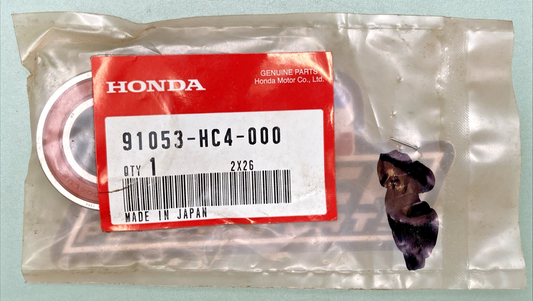 HONDA
GENUINE PARTS
Honda Motor Co., Ltd.
91053-HC4-000
QTY 1 2X26
MADE IN JAPAN